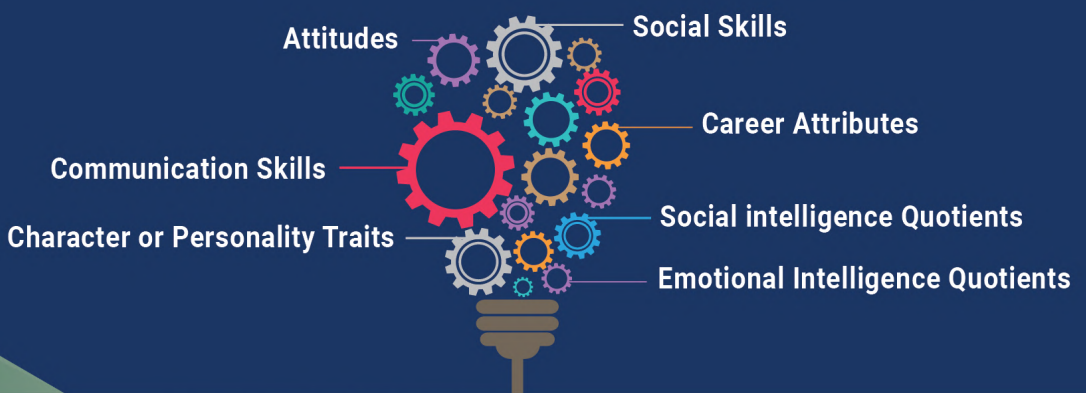 Attitudes
Social Skills
Career Attributes
Communication Skills
Social intelligence Quotients
Character or Personality Traits
Emotional Intelligence Quotients